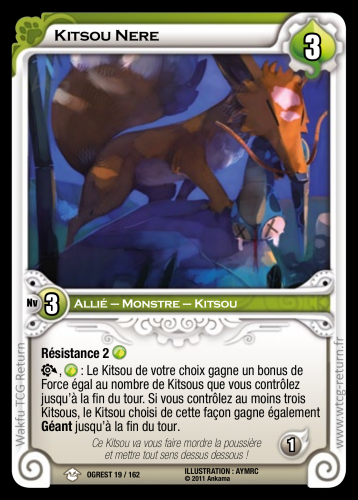 Kitsou Nere
3
Nv 3
Allié – Monstre – Kitsou
Résistance 2
, : Le Kitsou de votre choix gagne un bonus de
Force égal au nombre de Kitsous que vous contrôlez
jusqu'à la fin du tour. Si vous contrôlez au moins trois
Kitsous, le Kitsou choisi de cette façon gagne également
Géant jusqu'à la fin du tour.
Ce Kitsou va vous faire mordre la poussière
et mettre tout sens dessus dessous !
1
OGREST 19 / 162
ILLUSTRATION : AYMRC
© 2011 Ankama
Wakfu TCG Return
www.wtcg-return.fr